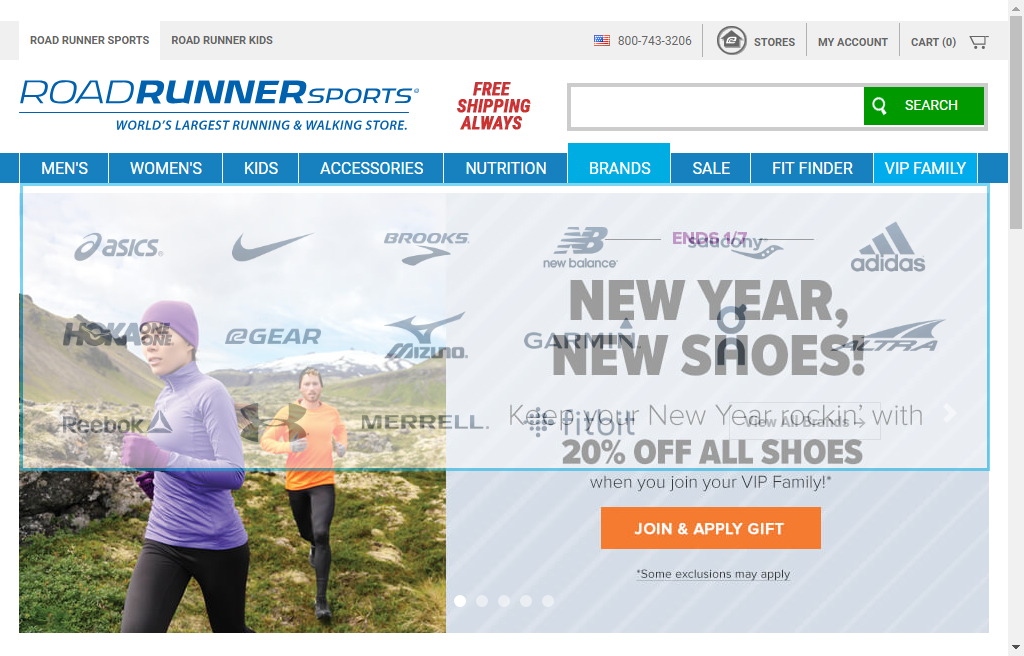 ROAD RUNNER SPORTS
ROAD RUNNER KIDS
800-743-3206
STORES
MY ACCOUNT
CART (0)
ROADRUNNERSPORTS®
WORLD'S LARGEST RUNNING & WALKING STORE.
FREE
SHIPPING
ALWAYS
SEARCH
MEN'S
WOMEN'S
KIDS
ACCESSORIES
NUTRITION
BRANDS
SALE
FIT FINDER
VIP FAMILY
asics
BROOKS
new balance
ENDS 1/7
saucony
adidas
NEW YEAR,
NEW SHOES!
HOKA ONE ONE
GEAR
MIZUNO
GARMIN
on
ALTRA
Reebok
MERRELL
fitbit
Keep your New Year rockin' with
View All Brands
20% OFF ALL SHOES
when you join your VIP Family!*
JOIN & APPLY GIFT
*Some exclusions may apply